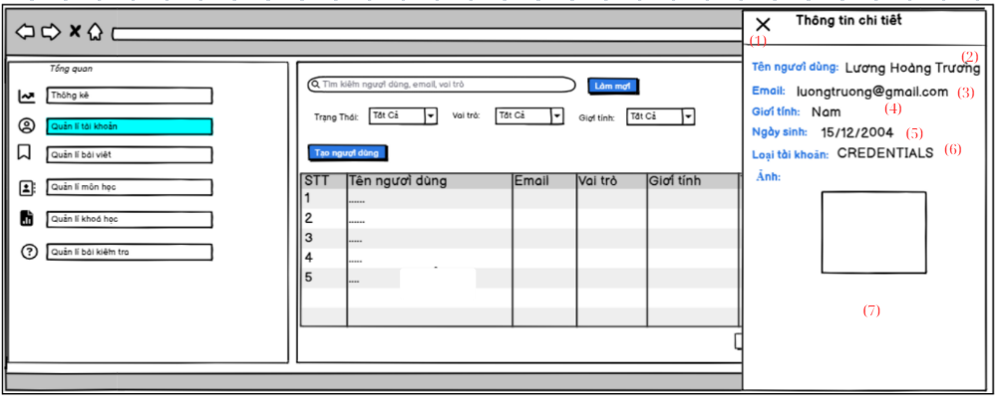 Thông tin chi tiết
(1)
Tổng quan
Thông kê
Quản lí tài khoản
Quản lí bài viết
Quản lí môn học
Quản lí khoá học
Quản lí bài kiểm tra
Tìm kiếm người dùng, email, vai trò
Làm mới
Trạng Thái: Tất Cả Vai trò: Tất Cả Giới tính: Tất Cả
Tạo người dùng
STT Tên người dùng Email Vai trò Giới tính
1 ......
2 ......
3 .....
4 .....
5 ....
(2)
Tên người dùng: Lương Hoàng Trương
Email: luongtruong@gmail.com (3)
Giới tính: Nam (4)
Ngày sinh: 15/12/2004 (5)
Loại tài khoản: CREDENTIALS (6)
Ảnh:
(7)